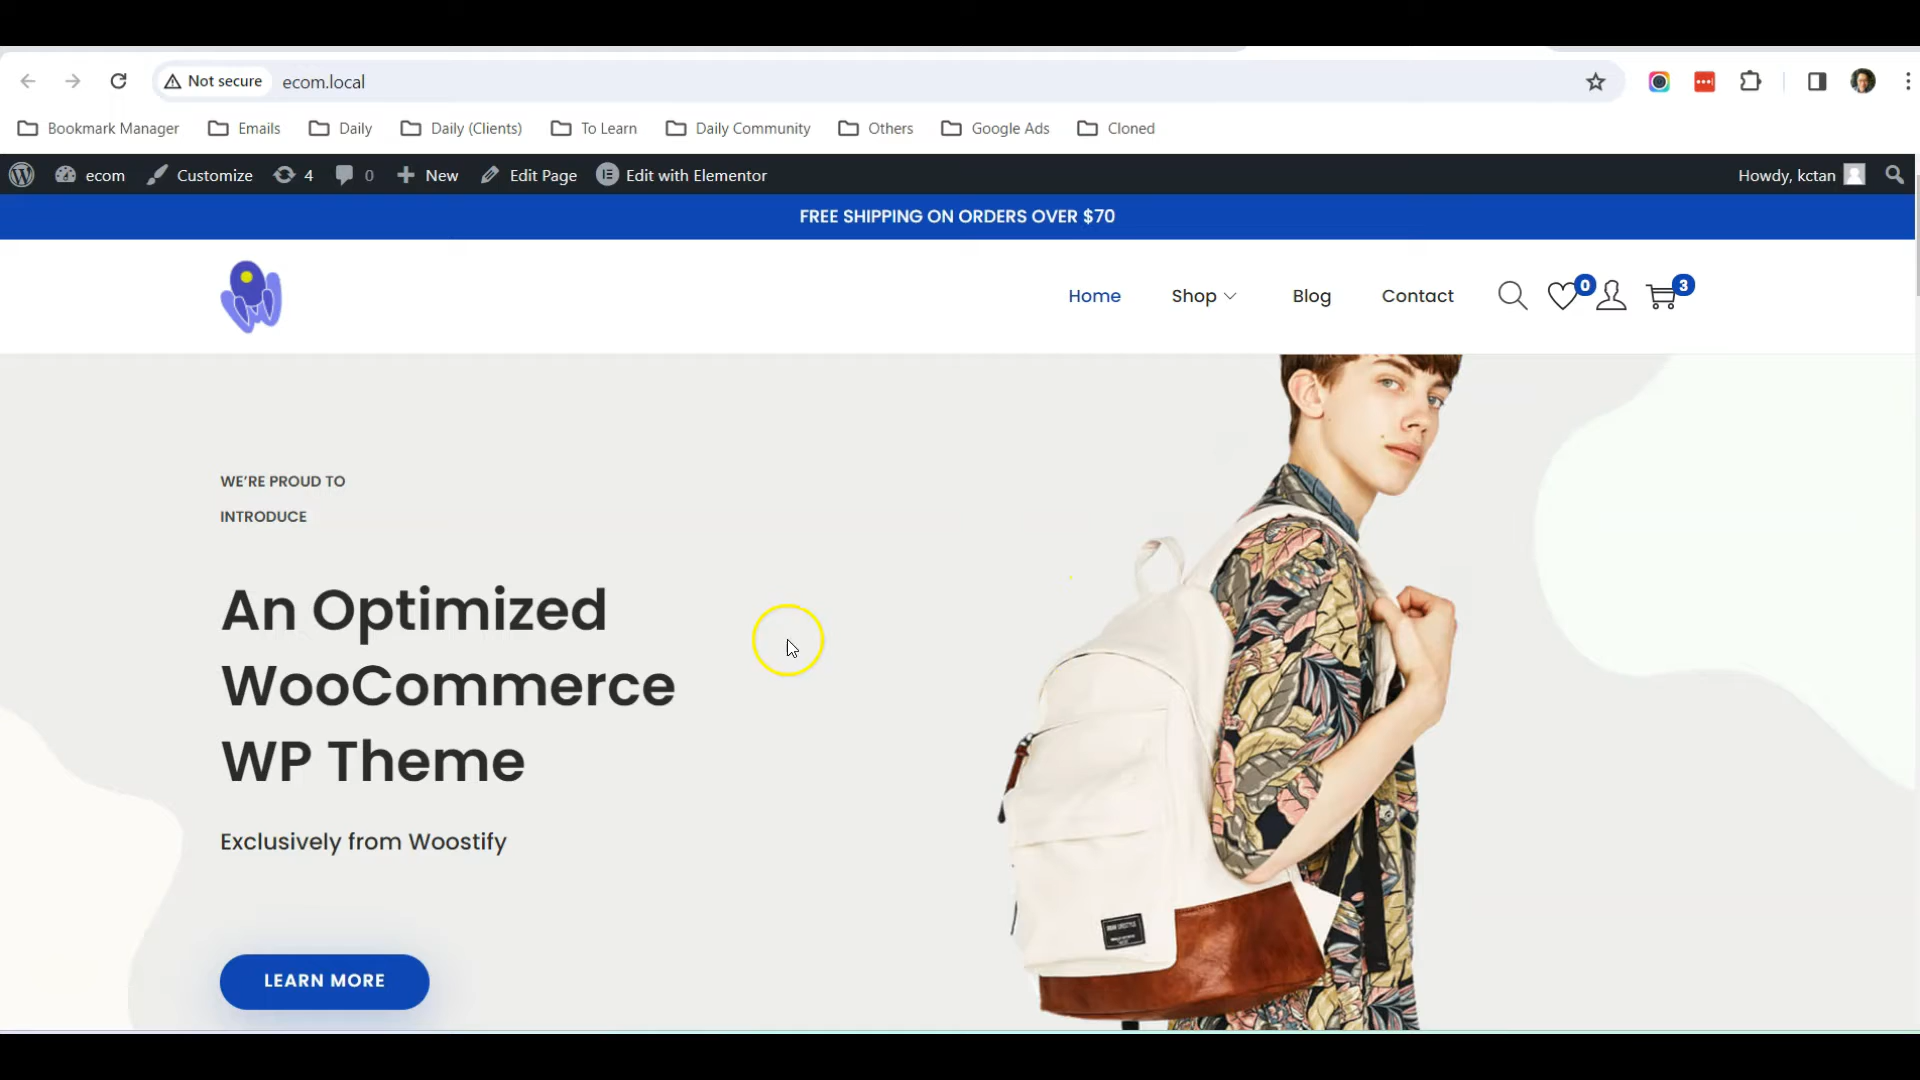 Not secure ecom.local
Bookmark Manager Emails Daily Daily (Clients) To Learn Daily Community Others Google Ads Cloned
ecom Customize 4 0 New Edit Page Edit with Elementor Howdy, kctan
FREE SHIPPING ON ORDERS OVER $70
Home Shop Blog Contact 0 3
WE'RE PROUD TO
INTRODUCE
An Optimized
WooCommerce
WP Theme
Exclusively from Woostify
LEARN MORE